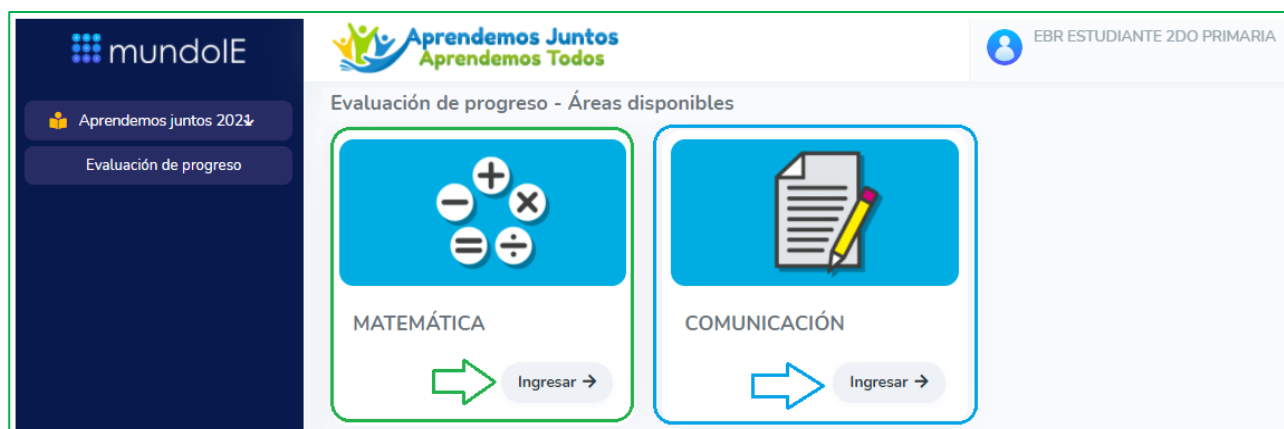 mundoIE
Aprendemos Juntos
Aprendemos Todos
EBR ESTUDIANTE 2DO PRIMARIA
Aprendemos juntos 2021
Evaluación de progreso
Evaluación de progreso - Áreas disponibles
MATEMÁTICA
Ingresar →
COMUNICACIÓN
Ingresar →